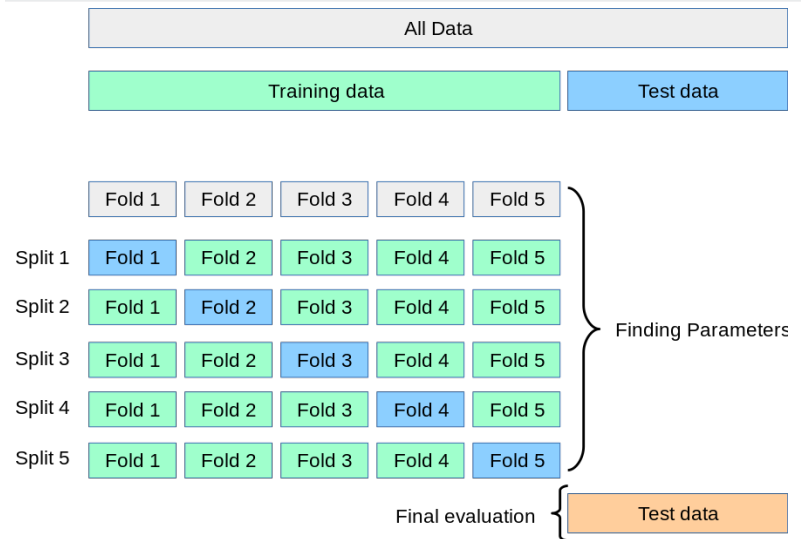 All Data
Training data Test data
Fold 1 Fold 2 Fold 3 Fold 4 Fold 5
Split 1 Fold 1 Fold 2 Fold 3 Fold 4 Fold 5
Split 2 Fold 1 Fold 2 Fold 3 Fold 4 Fold 5
Finding Parameters
Split 3 Fold 1 Fold 2 Fold 3 Fold 4 Fold 5
Split 4 Fold 1 Fold 2 Fold 3 Fold 4 Fold 5
Split 5 Fold 1 Fold 2 Fold 3 Fold 4 Fold 5
Final evaluation Test data